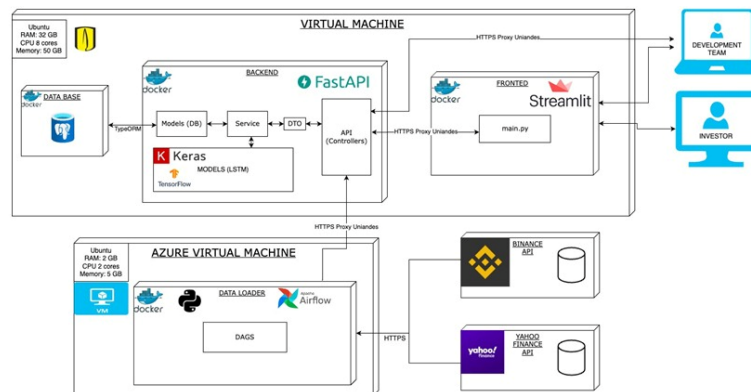 VIRTUAL MACHINE
Ubuntu
RAM: 32 GB
CPU 8 cores
Memory: 50 GB
HTTPS Proxy Uniandes
DEVELOPMENT
TEAM
docker
DATA BASE
docker
BACKEND
FastAPI
docker
FRONTED
Streamlit
TypeORM
Models (DB)
Service
DTO
API
(Controllers)
HTTPS Proxy Uniandes
main.py
INVESTOR
K Keras
TensorFlow
MODELS (LSTM)
HTTPS Proxy Uniandes
Ubuntu
RAM: 2 GB
CPU 2 cores
Memory: 5 GB
VM
AZURE VIRTUAL MACHINE
docker
DATA LOADER
Airflow
DAGS
HTTPS
BINANCE
API
yahoo!
finance
YAHOO
FINANCE
API